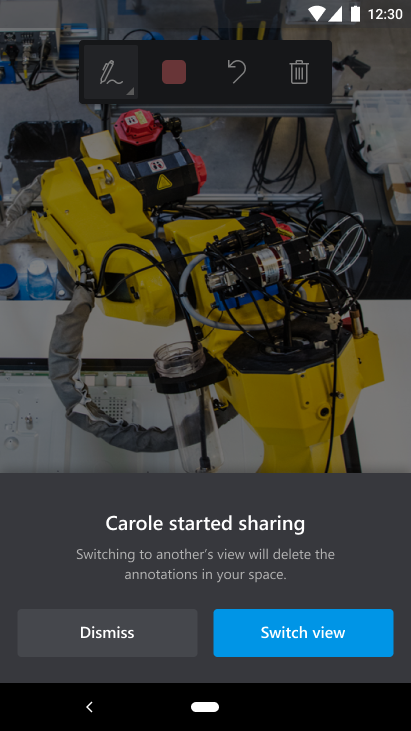 12:30
Carole started sharing
Switching to another's view will delete the
annotations in your space.
Dismiss
Switch view